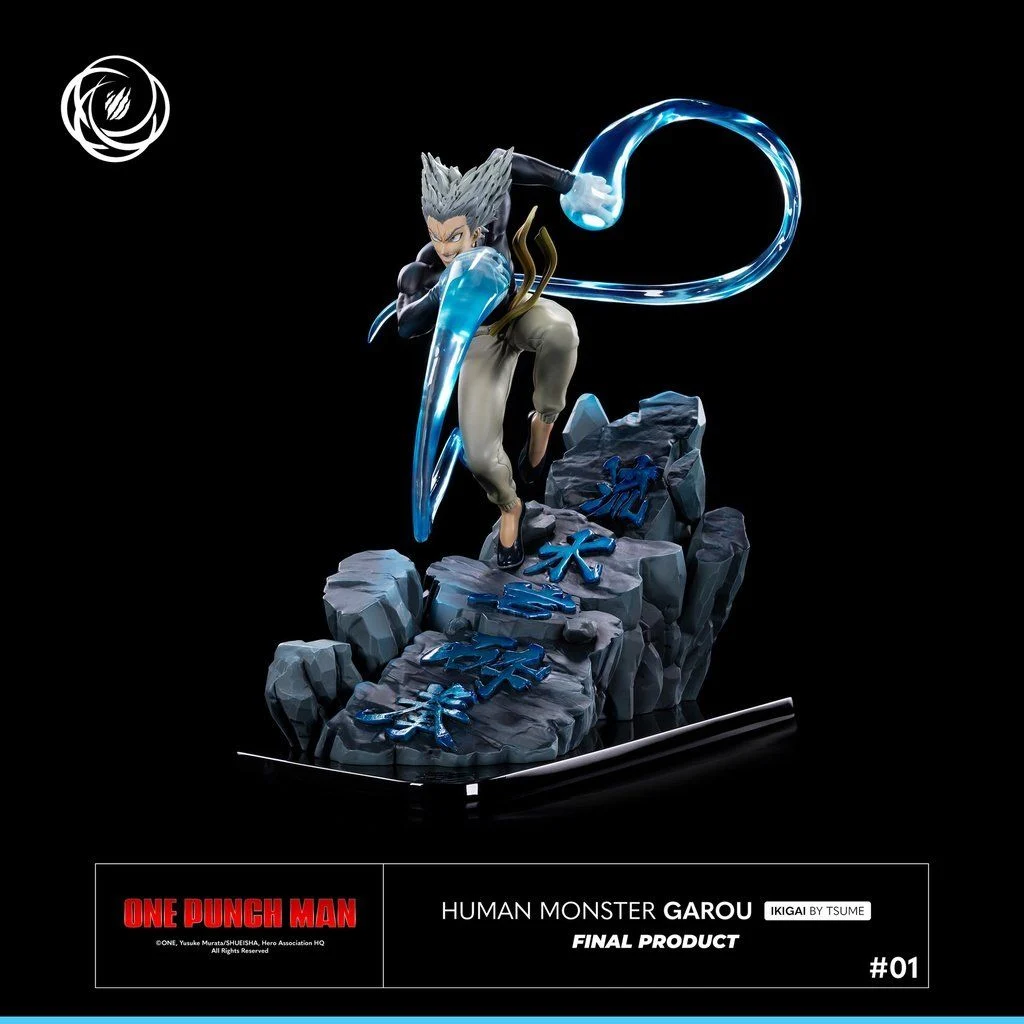 流
水
岩
砕
拳
ONE PUNCH MAN
©ONE, Yusuke Murata/SHUEISHA, Hero Association HQ
All Rights Reserved
HUMAN MONSTER GAROU IKIGAI BY TSUME
FINAL PRODUCT
#01